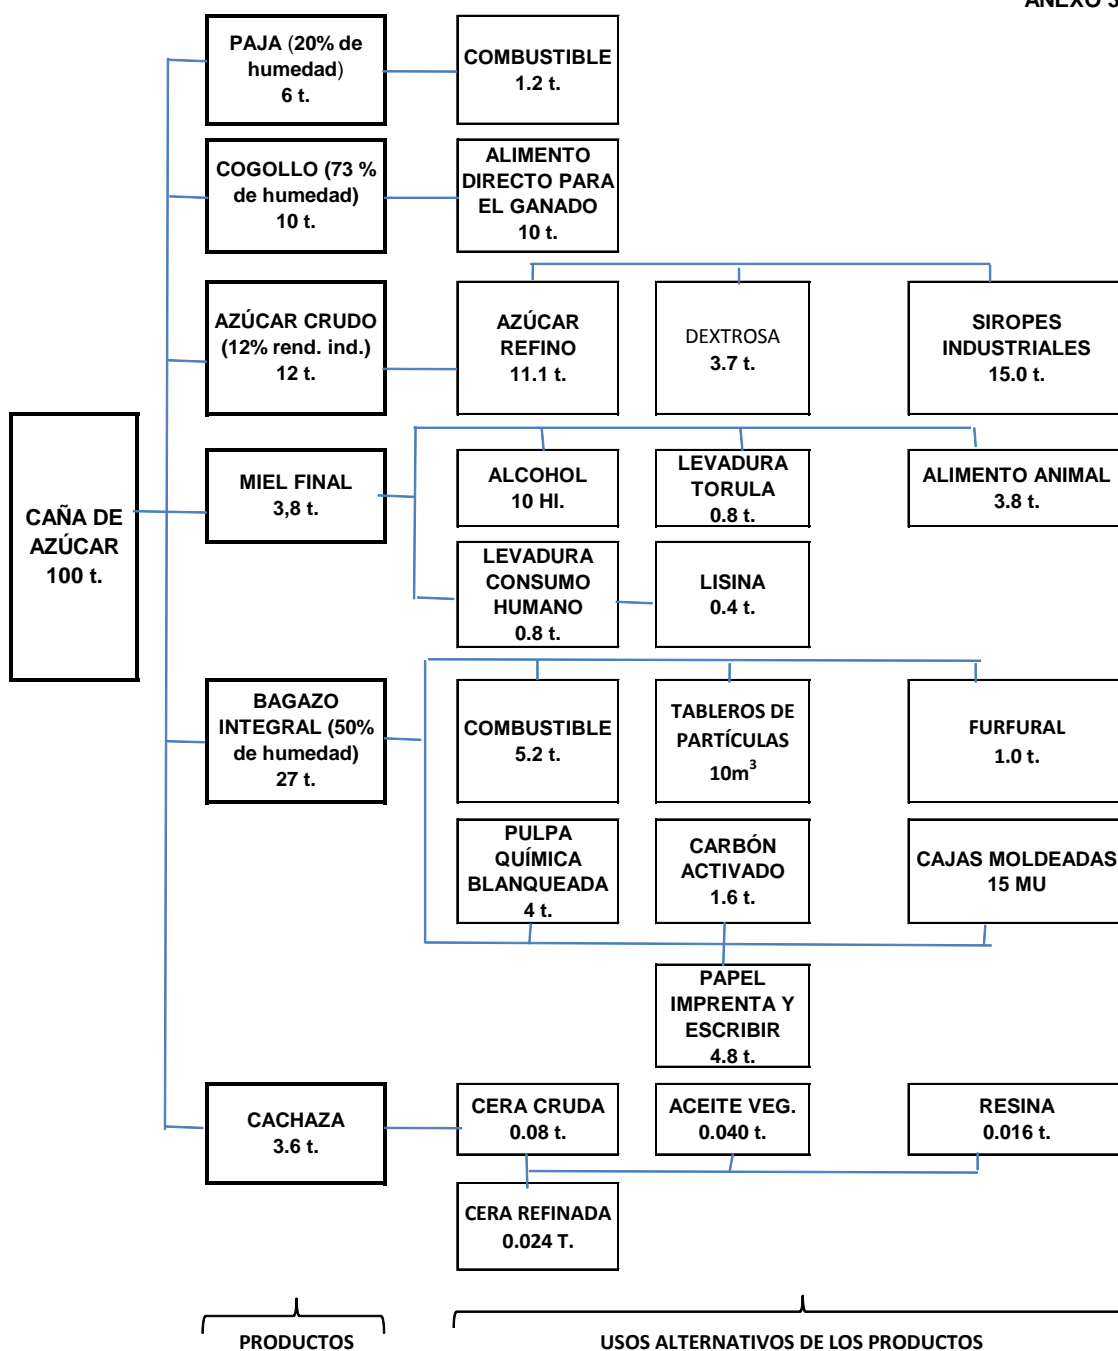 ANEXO 3
PAJA (20% de
humedad)
6 t.
COMBUSTIBLE
1.2 t.
COGOLLO (73 %
de humedad)
10 t.
ALIMENTO
DIRECTO PARA
EL GANADO
10 t.
AZÚCAR CRUDO
(12% rend. ind.)
12 t.
AZÚCAR
REFINO
11.1 t.
DEXTROSA
3.7 t.
SIROPES
INDUSTRIALES
15.0 t.
CAÑA DE
AZÚCAR
100 t.
MIEL FINAL
3,8 t.
ALCOHOL
10 Hl.
LEVADURA
TORULA
0.8 t.
ALIMENTO ANIMAL
3.8 t.
LEVADURA
CONSUMO
HUMANO
0.8 t.
LISINA
0.4 t.
BAGAZO
INTEGRAL (50%
de humedad)
27 t.
COMBUSTIBLE
5.2 t.
TABLEROS DE
PARTÍCULAS
10m³
FURFURAL
1.0 t.
PULPA
QUÍMICA
BLANQUEADA
4 t.
CARBÓN
ACTIVADO
1.6 t.
CAJAS MOLDEADAS
15 MU
PAPEL
IMPRENTA Y
ESCRIBIR
4.8 t.
CACHAZA
3.6 t.
CERA CRUDA
0.08 t.
ACEITE VEG.
0.040 t.
RESINA
0.016 t.
CERA REFINADA
0.024 T.
PRODUCTOS
USOS ALTERNATIVOS DE LOS PRODUCTOS